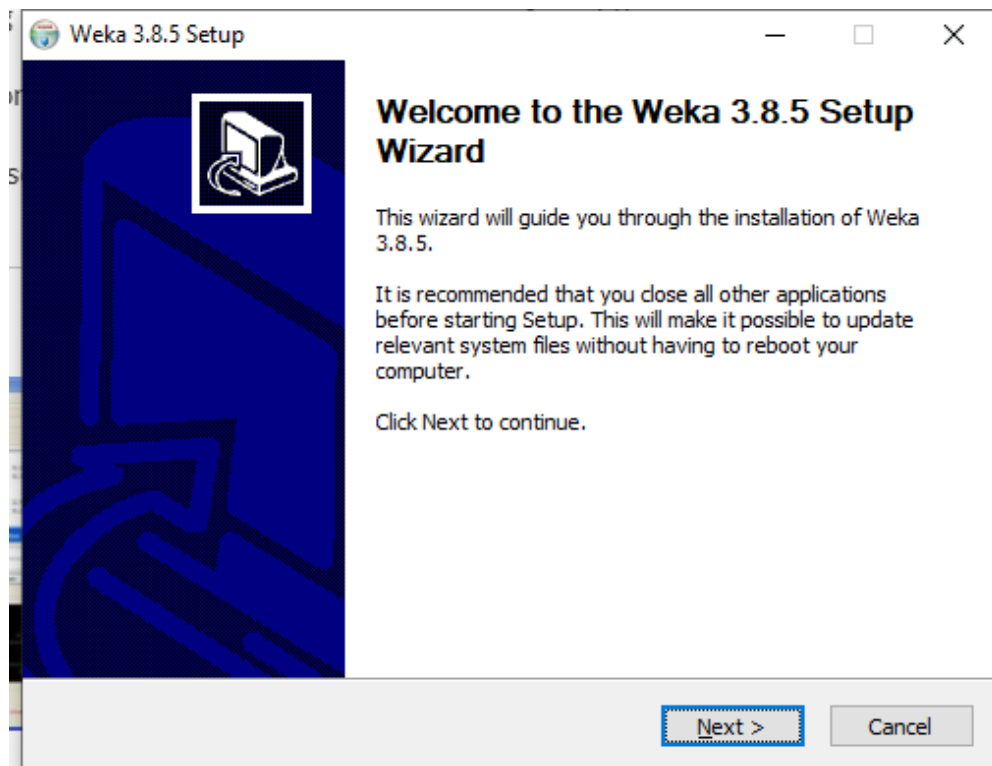 Weka 3.8.5 Setup
Welcome to the Weka 3.8.5 Setup
Wizard
This wizard will guide you through the installation of Weka
3.8.5.
It is recommended that you close all other applications
before starting Setup. This will make it possible to update
relevant system files without having to reboot your
computer.
Click Next to continue.
Next >
Cancel